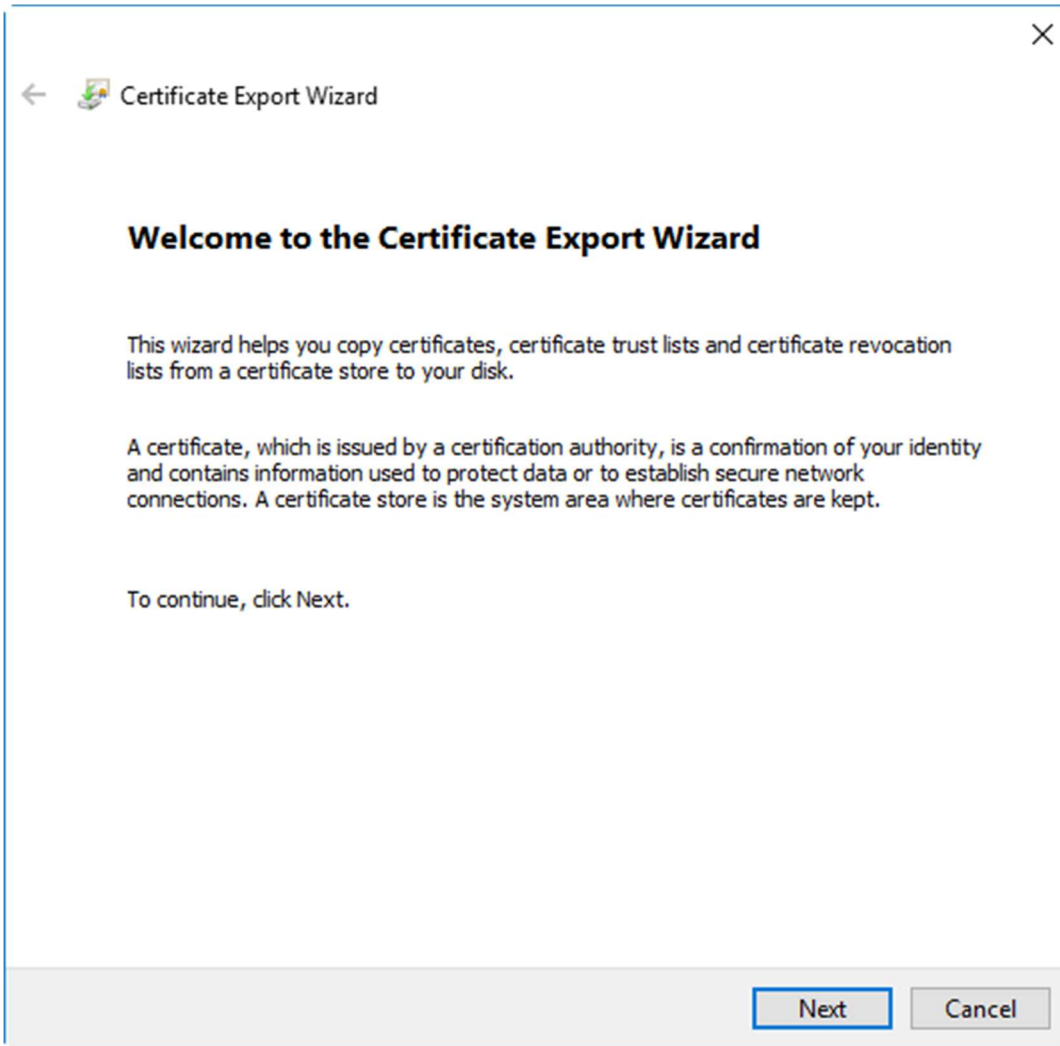 Certificate Export Wizard
Welcome to the Certificate Export Wizard
This wizard helps you copy certificates, certificate trust lists and certificate revocation
lists from a certificate store to your disk.
A certificate, which is issued by a certification authority, is a confirmation of your identity
and contains information used to protect data or to establish secure network
connections. A certificate store is the system area where certificates are kept.
To continue, click Next.
Next
Cancel